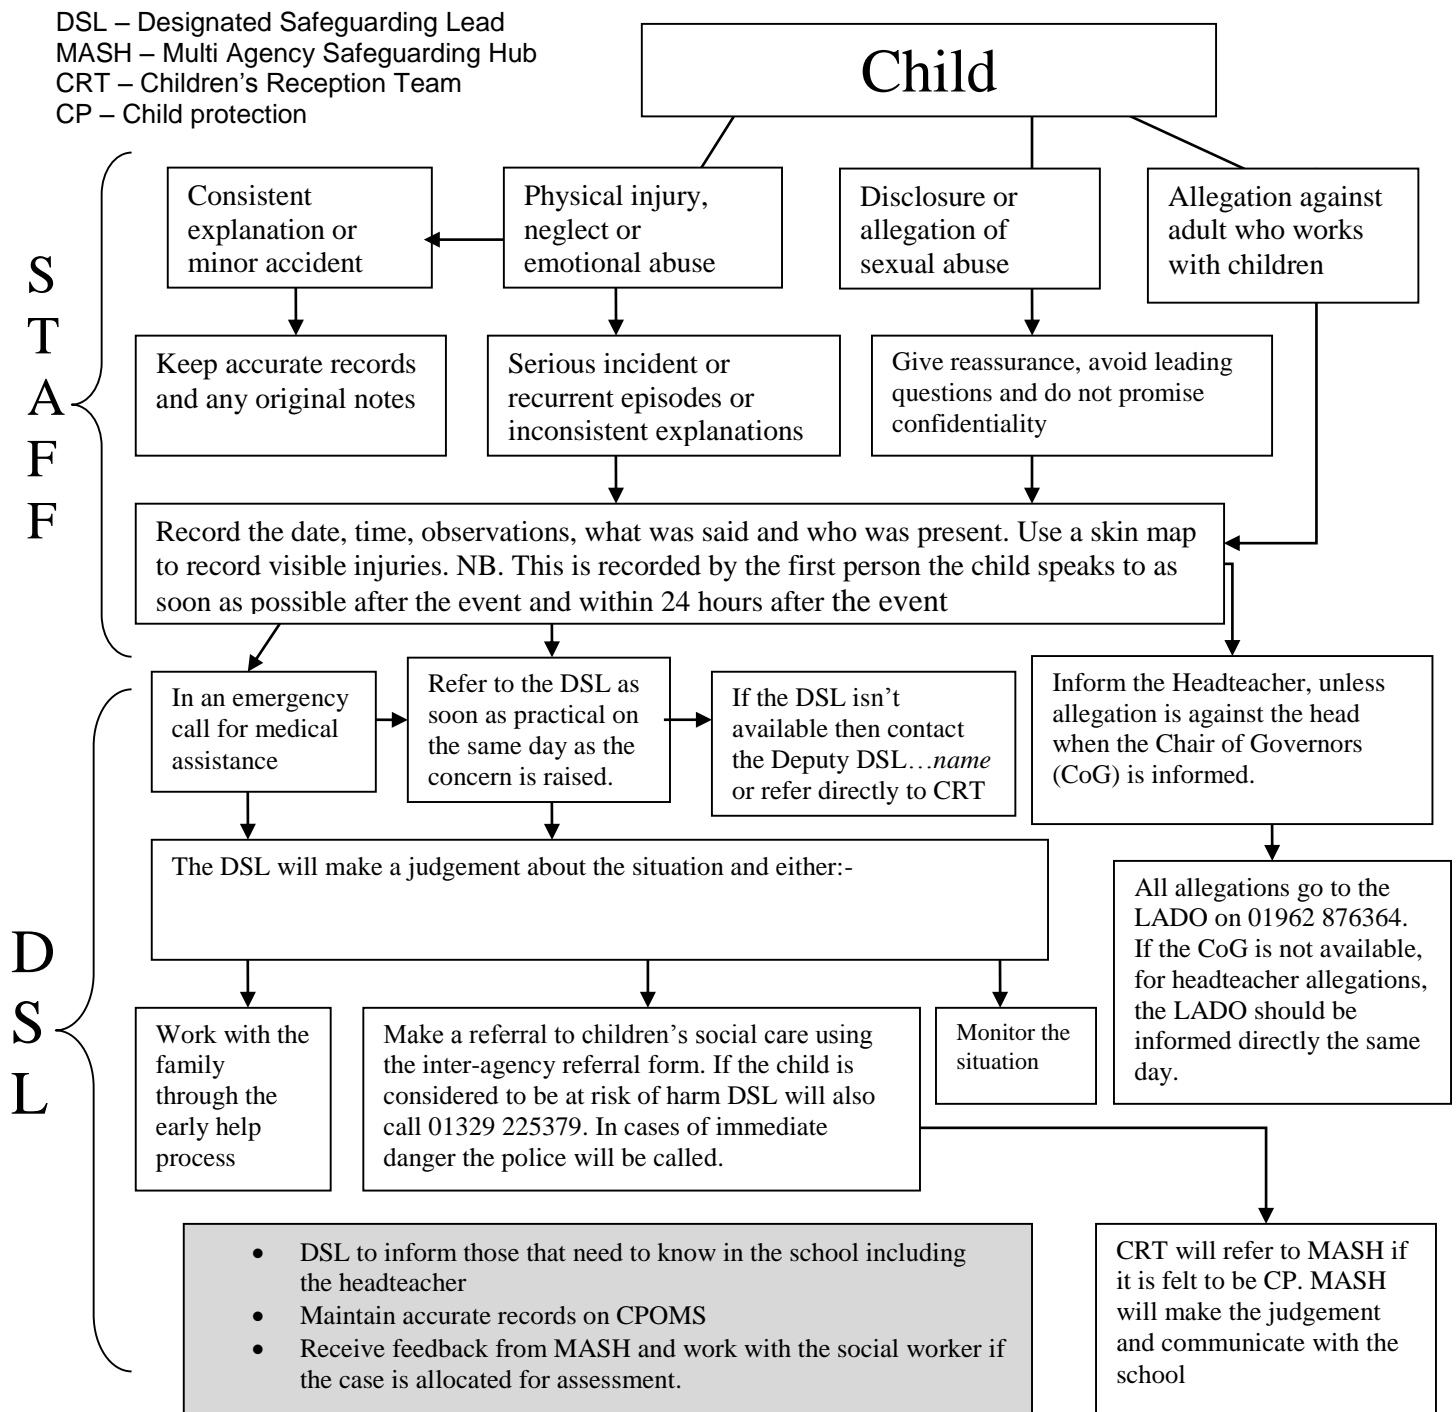 DSL – Designated Safeguarding Lead
MASH – Multi Agency Safeguarding Hub
CRT – Children's Reception Team
CP – Child protection
Child
Consistent
explanation or
minor accident
Physical injury,
neglect or
emotional abuse
Disclosure or
allegation of
sexual abuse
Allegation against
adult who works
with children
S
T
A
F
F
Keep accurate records
and any original notes
Serious incident or
recurrent episodes or
inconsistent explanations
Give reassurance, avoid leading
questions and do not promise
confidentiality
Record the date, time, observations, what was said and who was present. Use a skin map
to record visible injuries. NB. This is recorded by the first person the child speaks to as
soon as possible after the event and within 24 hours after the event
In an emergency
call for medical
assistance
Refer to the DSL as
soon as practical on
the same day as the
concern is raised.
If the DSL isn't
available then contact
the Deputy DSL…name
or refer directly to CRT
Inform the Headteacher, unless
allegation is against the head
when the Chair of Governors
(CoG) is informed.
D
S
L
The DSL will make a judgement about the situation and either:-
All allegations go to the
LADO on 01962 876364.
If the CoG is not available,
for headteacher allegations,
the LADO should be
informed directly the same
day.
Work with the
family
through the
early help
process
Make a referral to children's social care using
the inter-agency referral form. If the child is
considered to be at risk of harm DSL will also
call 01329 225379. In cases of immediate
danger the police will be called.
Monitor the
situation
• DSL to inform those that need to know in the school including
the headteacher
• Maintain accurate records on CPOMS
• Receive feedback from MASH and work with the social worker if
the case is allocated for assessment.
CRT will refer to MASH if
it is felt to be CP. MASH
will make the judgement
and communicate with the
school